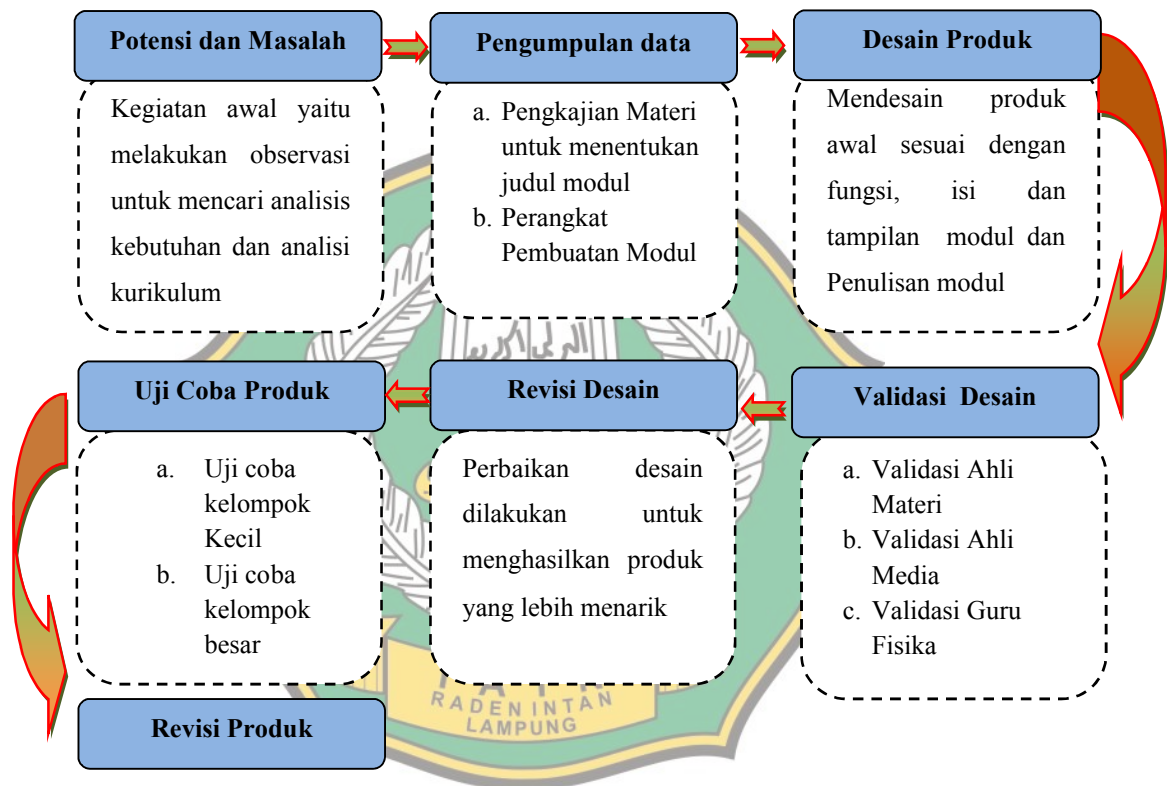 Potensi dan Masalah
Kegiatan awal yaitu
melakukan observasi
untuk mencari analisis
kebutuhan dan analisi
kurikulum
Pengumpulan data
a. Pengkajian Materi
untuk menentukan
judul modul
b. Perangkat
Pembuatan Modul
Desain Produk
Mendesain produk
awal sesuai dengan
fungsi, isi dan
tampilan modul dan
Penulisan modul
Validasi Desain
a. Validasi Ahli
Materi
b. Validasi Ahli
Media
c. Validasi Guru
Fisika
Revisi Desain
Perbaikan desain
dilakukan untuk
menghasilkan produk
yang lebih menarik
Uji Coba Produk
a. Uji coba
kelompok
Kecil
b. Uji coba
kelompok
besar
Revisi Produk
RADEN INTAN
LAMPUNG